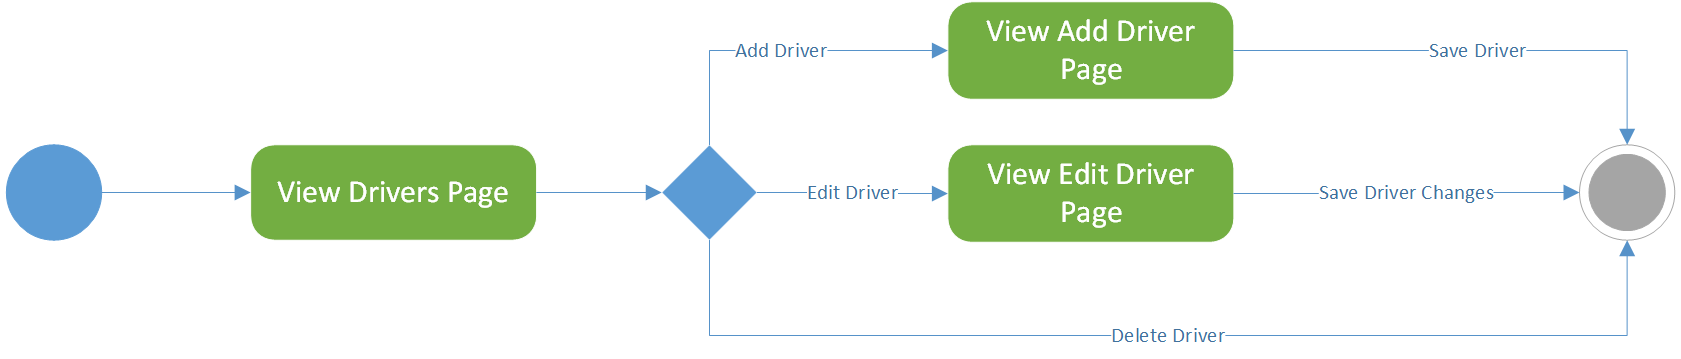 View Add Driver
Page
Add Driver
Save Driver
View Drivers Page
Edit Driver
View Edit Driver
Page
Save Driver Changes
Delete Driver